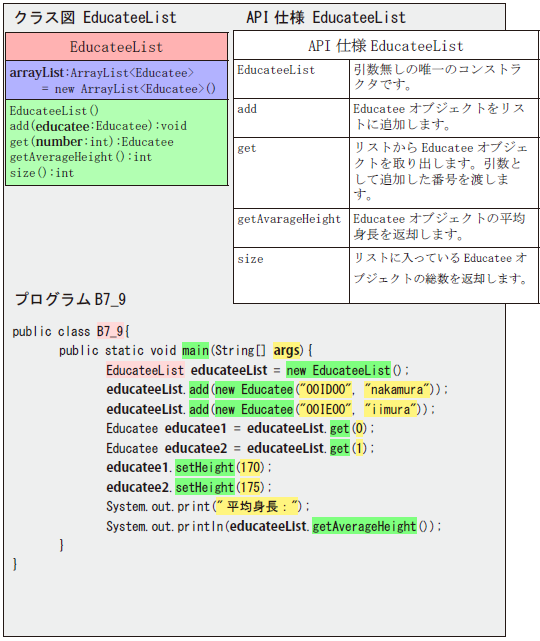 クラス図 EducateeList
EducateeList
arrayList:ArrayList<Educatee>
= new ArrayList<Educatee>()
EducateeList()
add(educatee:Educatee):void
get(number:int):Educatee
getAverageHeight():int
size():int
API仕様 EducateeList
API 仕様 EducateeList
EducateeList 引数無しの唯一のコンストラ
クタです。
add Educatee オブジェクトをリス
トに追加します。
get リストから Educatee オブジェ
クトを取り出します。引数と
して追加した番号を渡しま
す。
getAvarageHeight Educatee オブジェクトの平均
身長を返却します。
size リストに入っている Educatee オ
ブジェクトの総数を返却します。
プログラム B7_9
public class B7_9{
public static void main(String[] args){
EducateeList educateeList = new EducateeList();
educateeList.add(new Educatee("00ID00", "nakamura"));
educateeList.add(new Educatee("00IE00", "iimura"));
Educatee educatee1 = educateeList.get(0);
Educatee educatee2 = educateeList.get(1);
educatee1.setHeight(170);
educatee2.setHeight(175);
System.out.print("平均身長：");
System.out.println(educateeList.getAverageHeight());
}
}